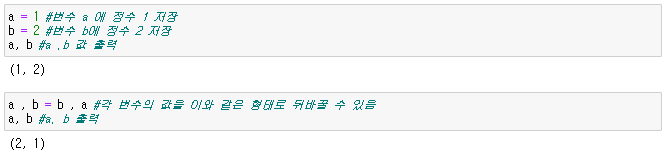 a = 1 #변수 a 에 정수 1 저장
b = 2 #변수 b에 정수 2 저장
a, b #a ,b 값 출력
(1, 2)
a , b = b , a #각 변수의 값을 이와 같은 형태로 뒤바꿀 수 있음
a, b #a, b 출력
(2, 1)